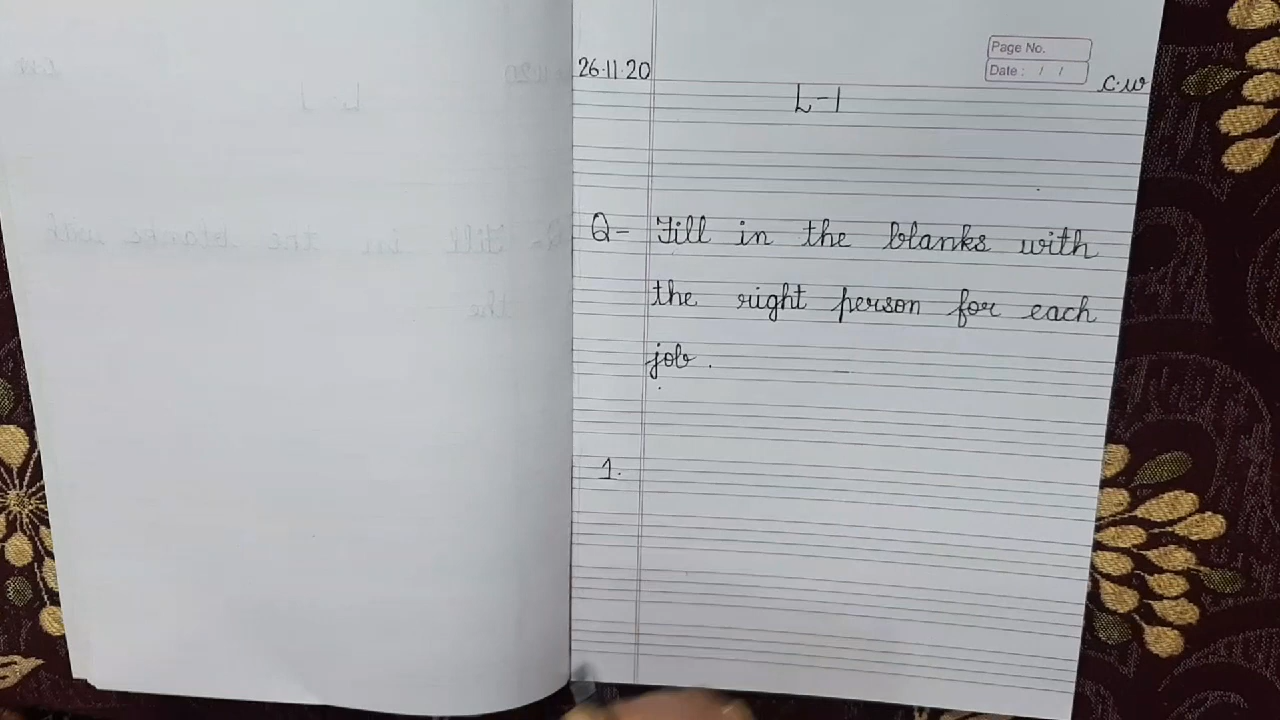 Page No.
26.11.20
Date : / /
C.W
L-1
Q- Fill in the blanks with
the right person for each
job.
1.